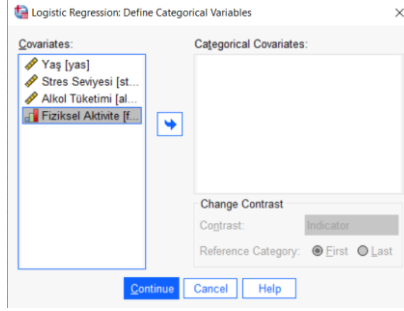 Logistic Regression: Define Categorical Variables
Covariates:
Yaş [yas]
Stres Seviyesi [st...
Alkol Tüketimi [al...
Fiziksel Aktivite [f...
Categorical Covariates:
Change Contrast
Contrast: Indicator
Reference Category: First Last
Continue Cancel Help